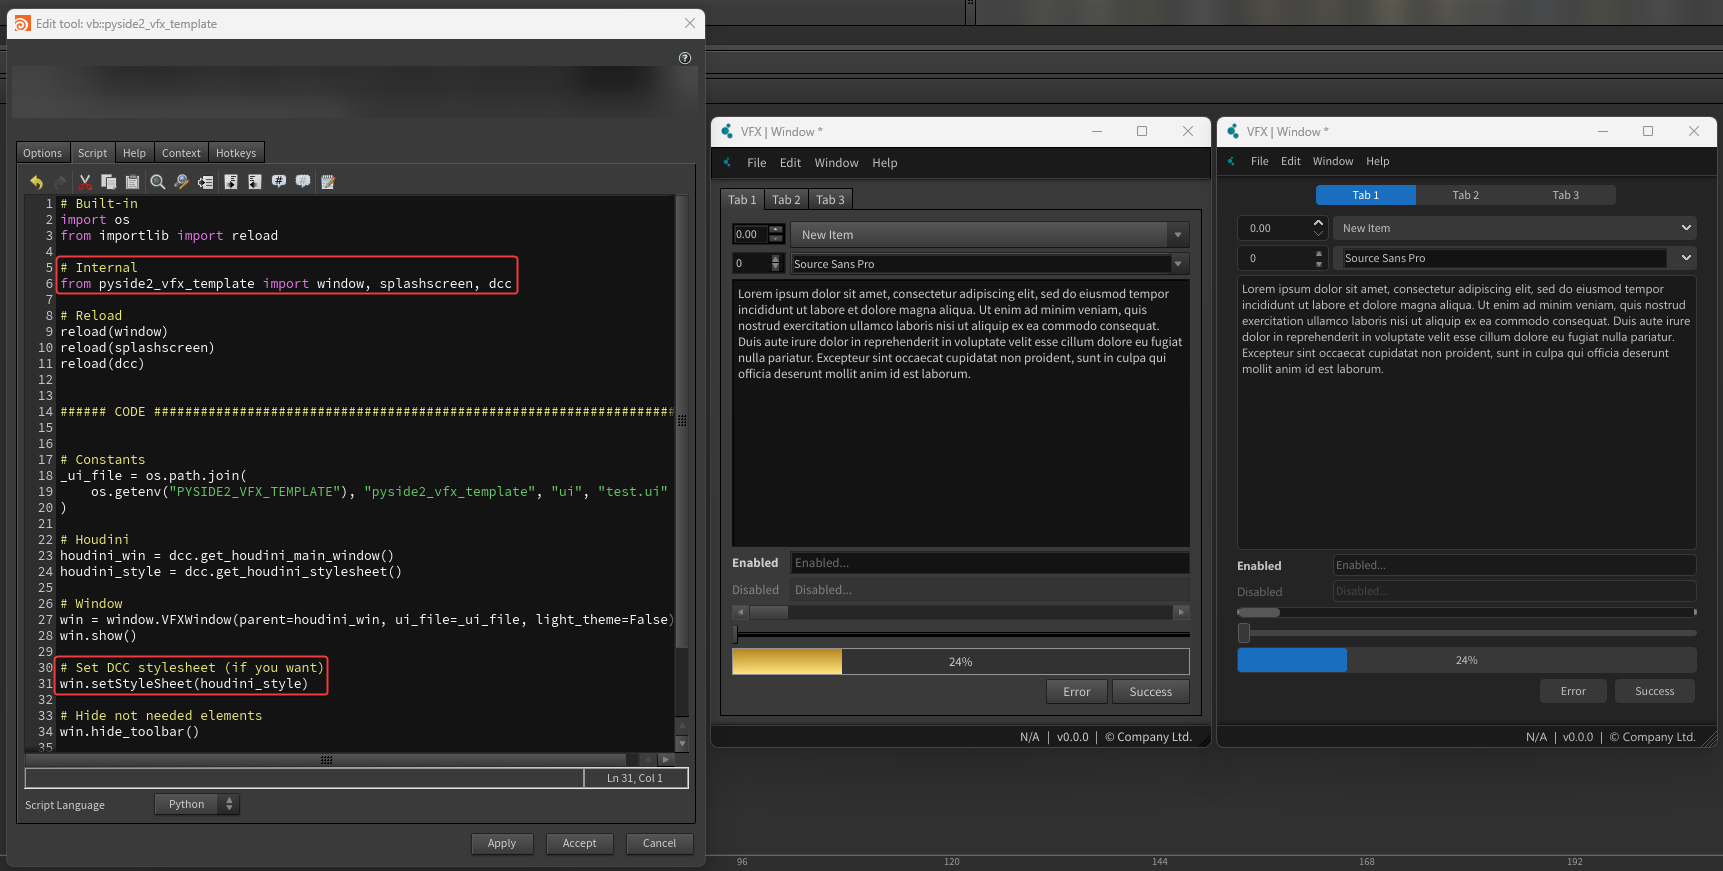 Edit tool: vb::pyside2_vfx_template
Options Script Help Context Hotkeys
1 # Built-in
2 import os
3 from importlib import reload
4
5 # Internal
6 from pyside2_vfx_template import window, splashscreen, dcc
7
8 # Reload
9 reload(window)
10 reload(splashscreen)
11 reload(dcc)
12
13
14 ###### CODE ###################################################################
15
16
17 # Constants
18 _ui_file = os.path.join(
19 os.getenv("PYSIDE2_VFX_TEMPLATE"), "pyside2_vfx_template", "ui", "test.ui"
20 )
21
22 # Houdini
23 houdini_win = dcc.get_houdini_main_window()
24 houdini_style = dcc.get_houdini_stylesheet()
25
26 # Window
27 win = window.VFXWindow(parent=houdini_win, ui_file=_ui_file, light_theme=False)
28 win.show()
29
30 # Set DCC stylesheet (if you want)
31 win.setStyleSheet(houdini_style)
32
33 # Hide not needed elements
34 win.hide_toolbar()
35
Ln 31, Col 1
Script Language Python
Apply Accept Cancel
VFX | Window *
File Edit Window Help
Tab 1 Tab 2 Tab 3
0.00 New Item
0 Source Sans Pro
Lorem ipsum dolor sit amet, consectetur adipiscing elit, sed do eiusmod tempor
incididunt ut labore et dolore magna aliqua. Ut enim ad minim veniam, quis
nostrud exercitation ullamco laboris nisi ut aliquip ex ea commodo consequat.
Duis aute irure dolor in reprehenderit in voluptate velit esse cillum dolore eu fugiat
nulla pariatur. Excepteur sint occaecat cupidatat non proident, sunt in culpa qui
officia deserunt mollit anim id est laborum.
Enabled Enabled...
Disabled Disabled...
24%
Error Success
N/A | v0.0.0 | © Company Ltd.
VFX | Window *
File Edit Window Help
Tab 1 Tab 2 Tab 3
0.00 New Item
0 Source Sans Pro
Lorem ipsum dolor sit amet, consectetur adipiscing elit, sed do eiusmod tempor
incididunt ut labore et dolore magna aliqua. Ut enim ad minim veniam, quis nostrud
exercitation ullamco laboris nisi ut aliquip ex ea commodo consequat. Duis aute irure
dolor in reprehenderit in voluptate velit esse cillum dolore eu fugiat nulla pariatur.
Excepteur sint occaecat cupidatat non proident, sunt in culpa qui officia deserunt
mollit anim id est laborum.
Enabled Enabled...
Disabled Disabled...
24%
Error Success
N/A | v0.0.0 | © Company Ltd.
96 120 144 168 192